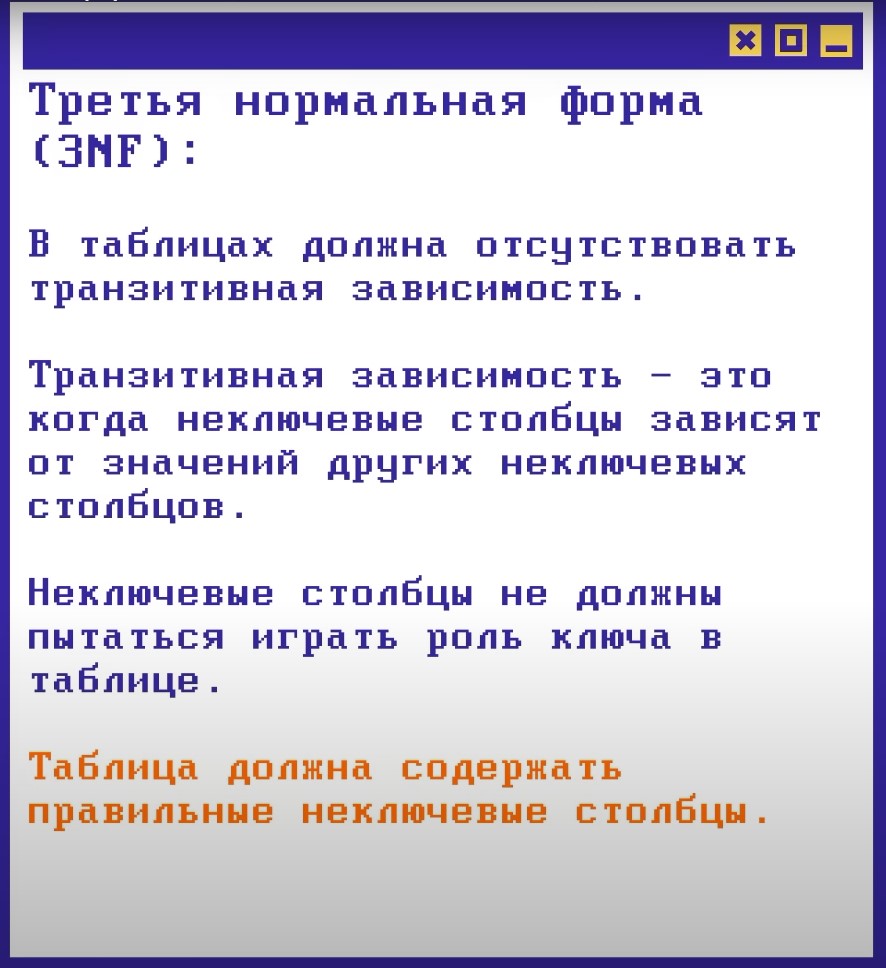 Третья нормальная форма
(3NF):
В таблицах должна отсутствовать
транзитивная зависимость.
Транзитивная зависимость – это
когда неключевые столбцы зависят
от значений других неключевых
столбцов.
Неключевые столбцы не должны
пытаться играть роль ключа в
таблице.
Таблица должна содержать
правильные неключевые столбцы.